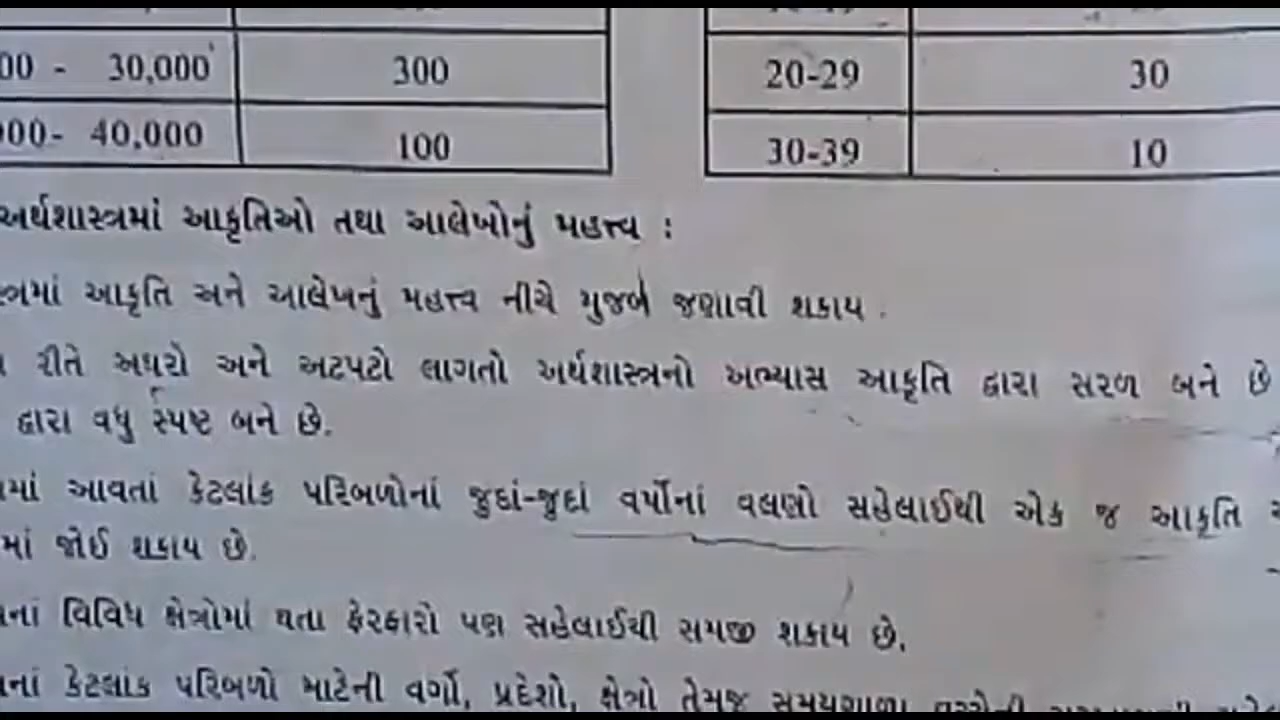 30,000 300
40,000 100
20-29 30
30-39 10
અર્થશાસ્ત્રમાં આકૃતિઓ તથા આલેખોનું મહત્ત્વ :
આકૃતિ અને આલેખનું મહત્ત્વ નીચે મુજબ જણાવી શકાય.
રીતે અઘરો અને અટપટો લાગતો અર્થશાસ્ત્રનો અભ્યાસ આકૃતિ દ્વારા સરળ બને છે
દ્વારા વધુ સ્પષ્ટ બને છે.
આવતાં કેટલાંક પરિબળોનાં જુદાં-જુદાં વર્ષોનાં વલણો સહેલાઈથી એક જ આકૃતિ
માં જોઈ શકાય છે.
વિવિધ ક્ષેત્રોમાં થતા ફેરફારો પણ સહેલાઈથી સમજી શકાય છે.
કેટલાંક પરિબળો માટેની વર્ગો, પ્રદેશો, ક્ષેત્રો તેમજ સમયગાળા